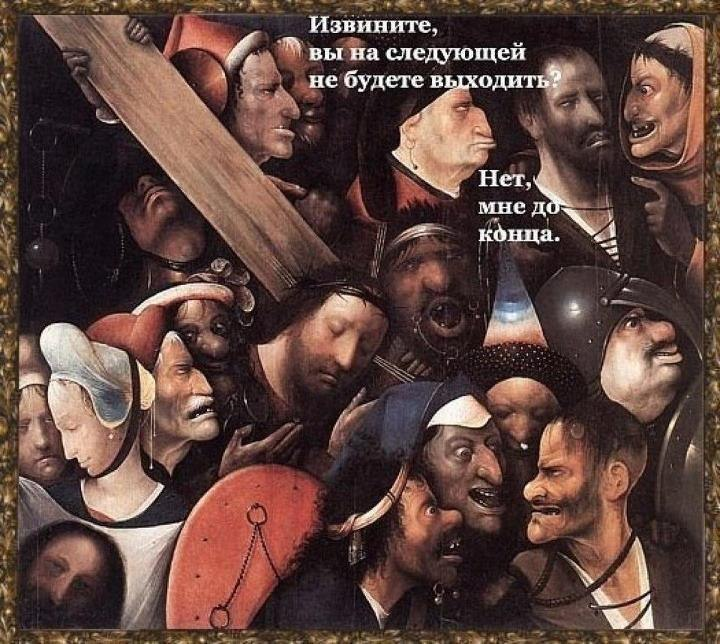 Извините,
вы на следующей
не будете выходить?
Нет,
мне до
конца.